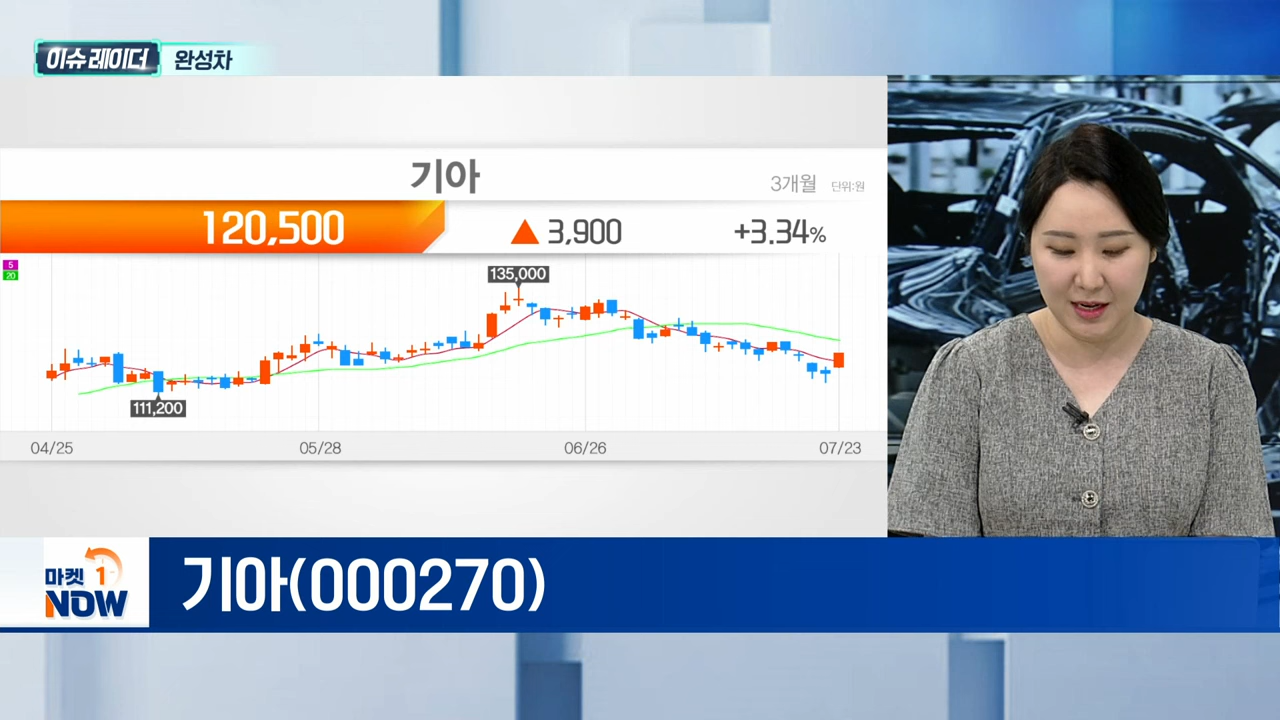 이슈 레이더 완성차
기아
3개월 단위:원
120,500 ▲ 3,900 +3.34%
5
20
135,000
111,200
04/25 05/28 06/26 07/23
마켓 1
NOW
기아(000270)